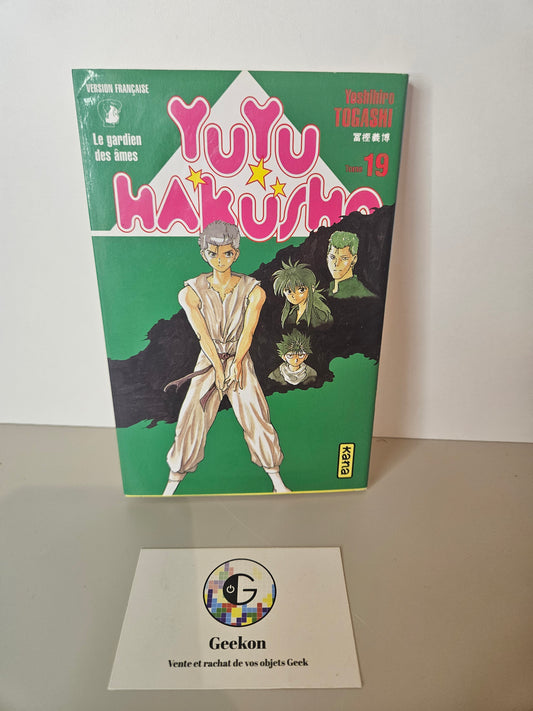 VERSION FRANÇAISE
Le gardien
des âmes
YUYU
HAKUSHO
Yoshihiro
TOGASHI
冨樫義博
Tome 19
KANA
G
Geekon
Vente et rachat de vos objets Geek